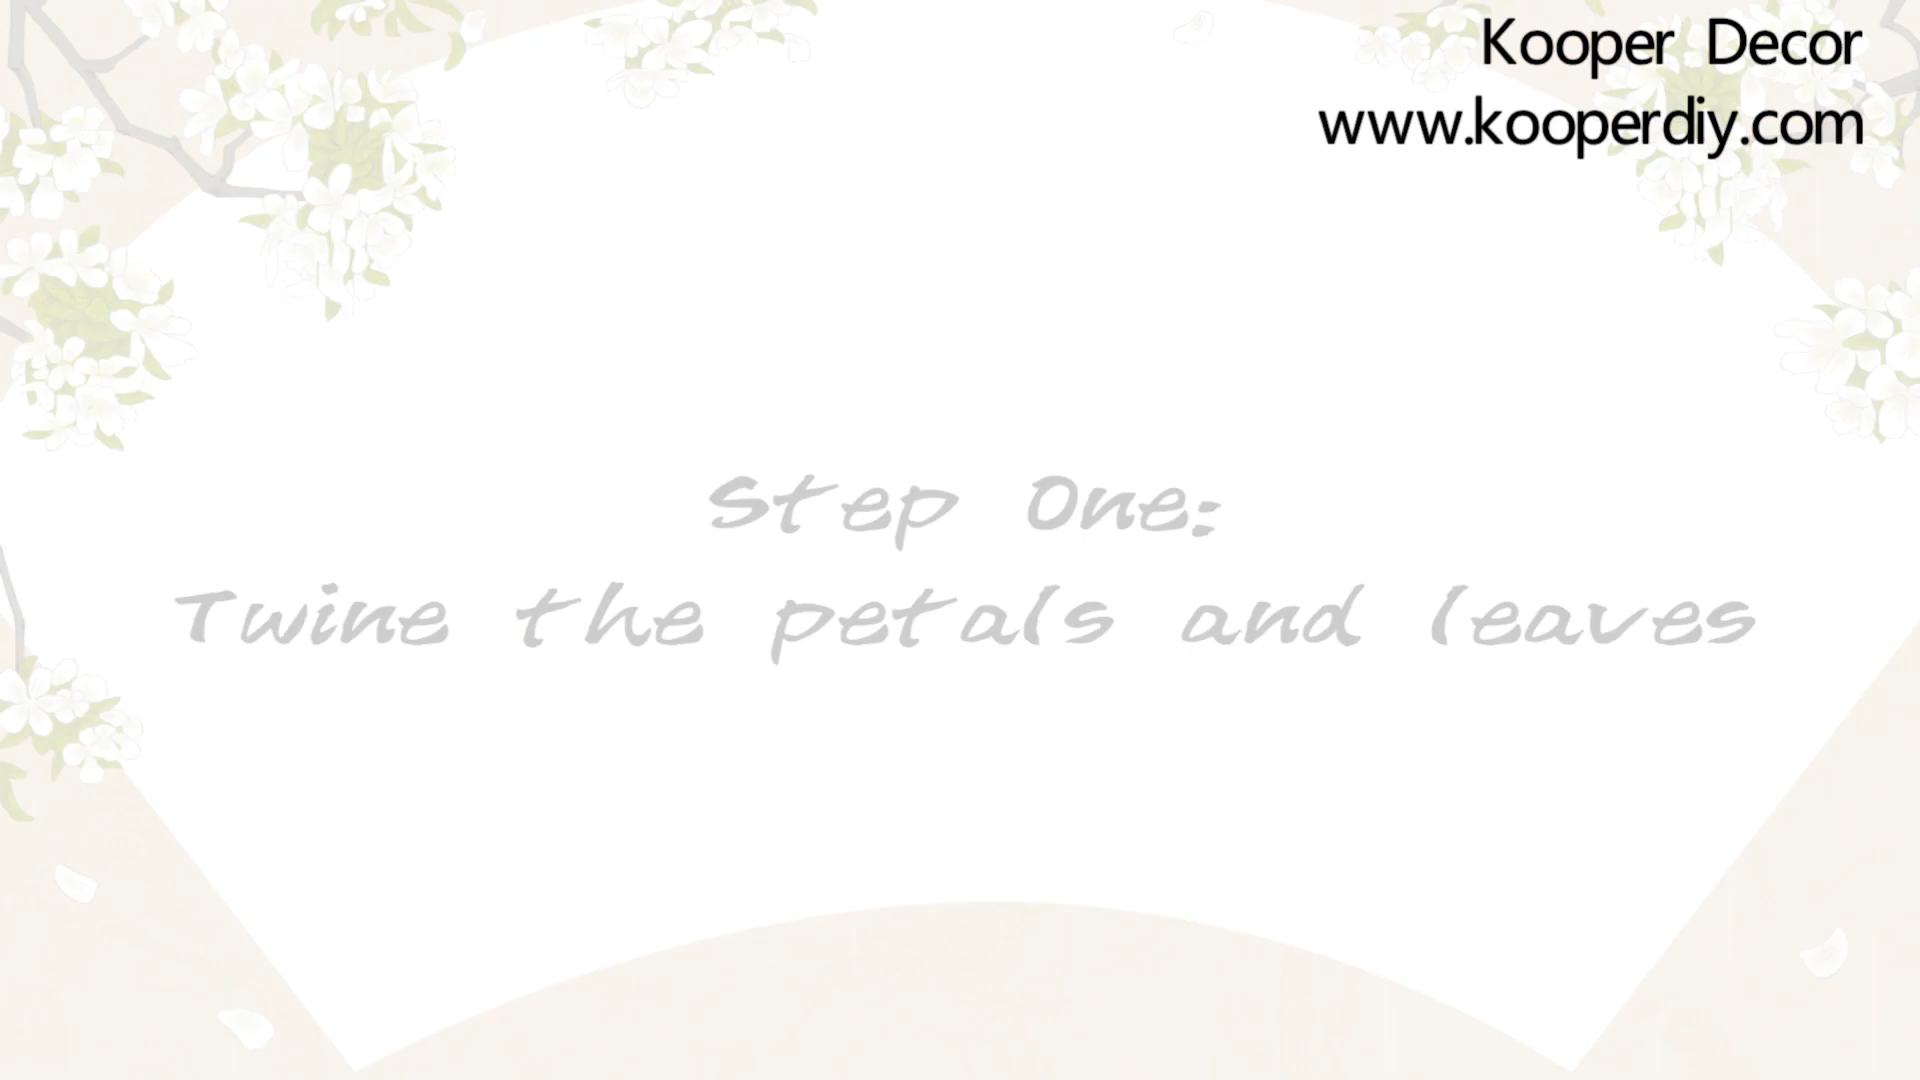 Kooper Decor
www.kooperdiy.com
Step One:
Twine the petals and leaves